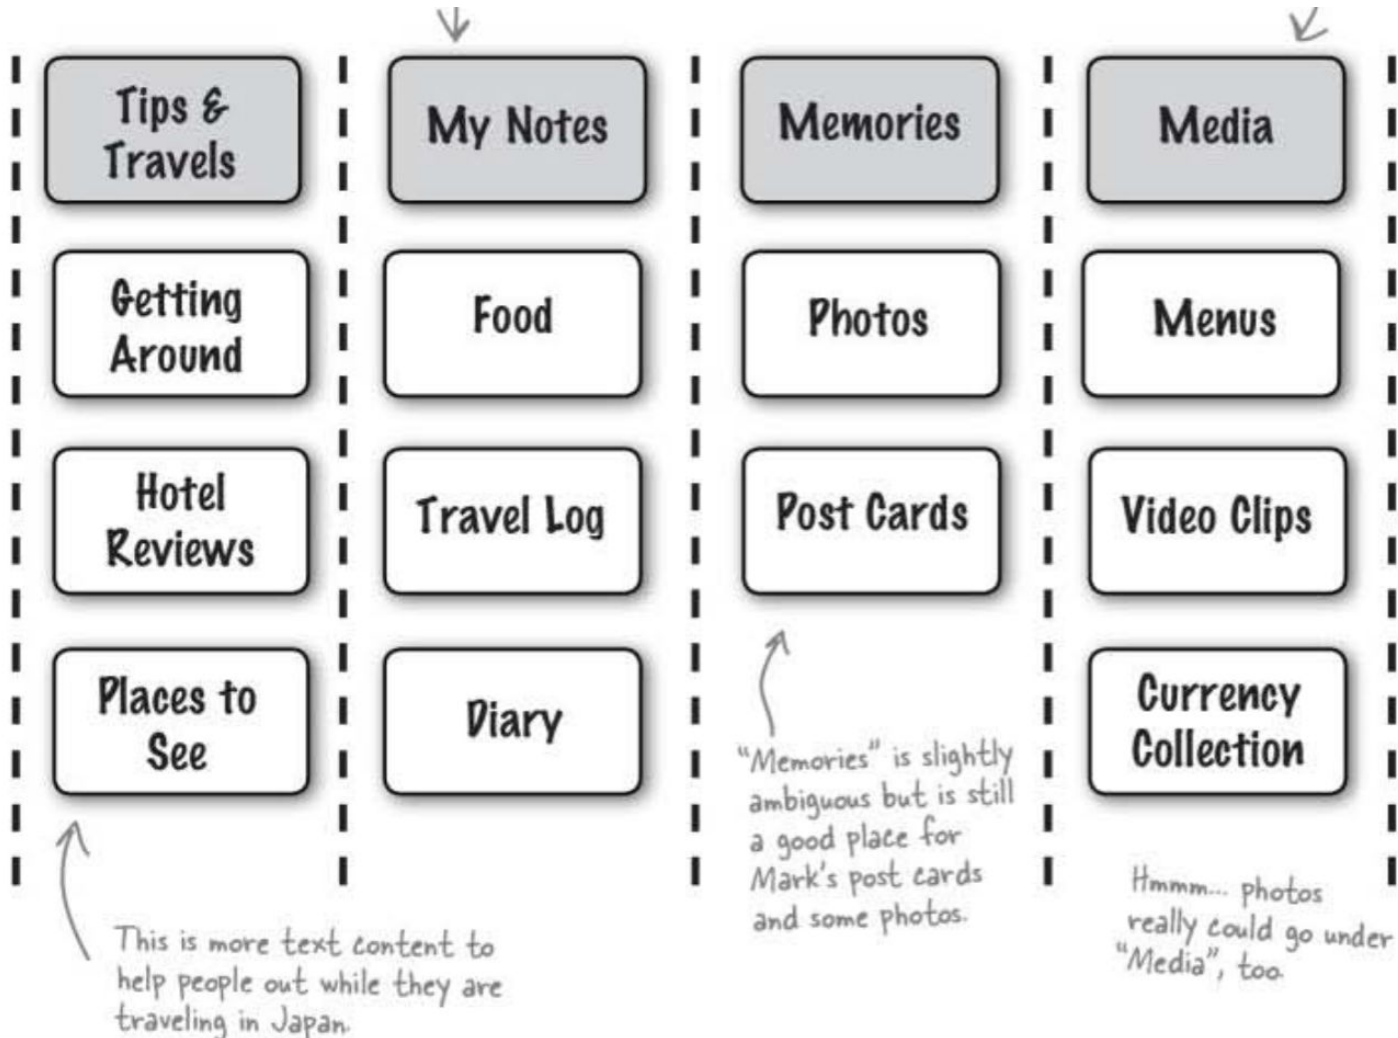 Tips &
Travels
My Notes
Memories
Media
Getting
Around
Food
Photos
Menus
Hotel
Reviews
Travel Log
Post Cards
Video Clips
Places to
See
Diary
Currency
Collection
"Memories" is slightly
ambiguous but is still
a good place for
Mark's post cards
and some photos.
Hmmm... photos
really could go under
"Media", too.
This is more text content to
help people out while they are
traveling in Japan.